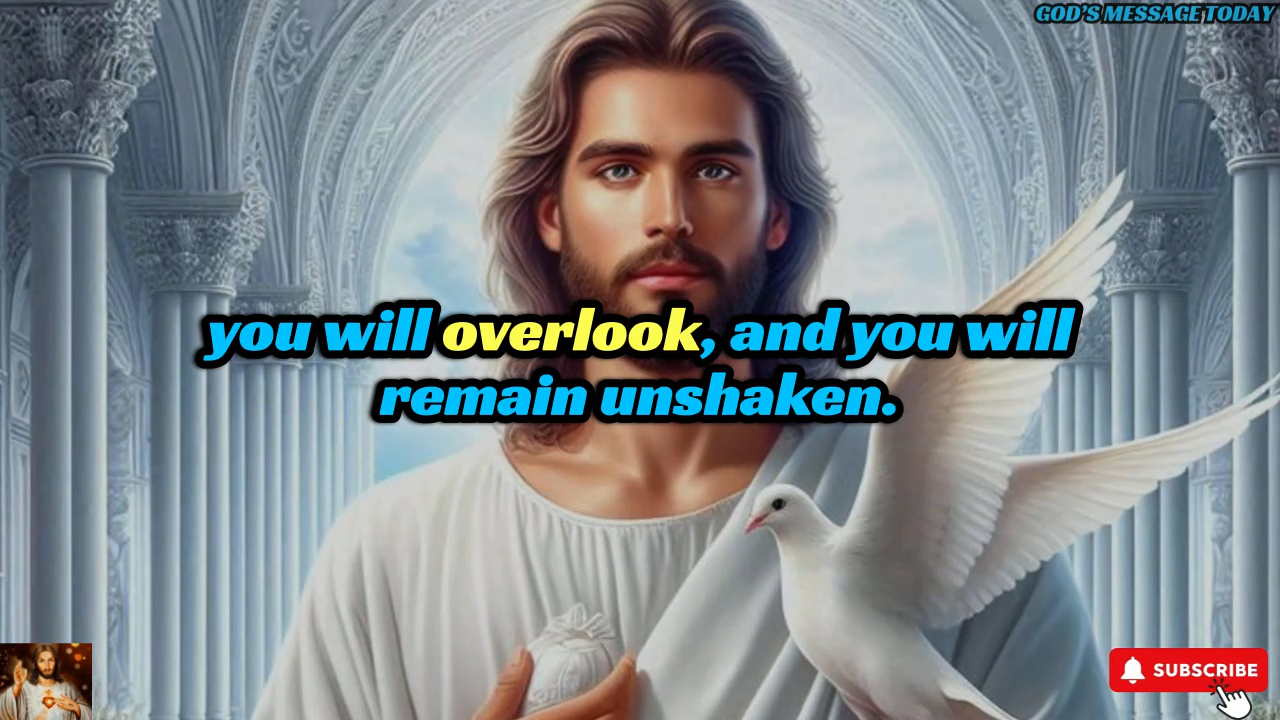 GOD'S MESSAGE TODAY
you will overlook, and you will
remain unshaken.
SUBSCRIBE